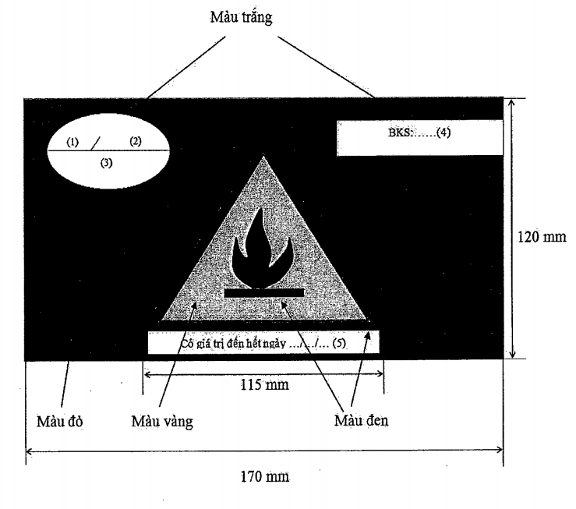 Màu trắng
(1) / (2)
(3)
BKS:......(4)
120 mm
Có giá trị đến hết ngày .../.../... (5)
115 mm
Màu đỏ
Màu vàng
Màu đen
170 mm